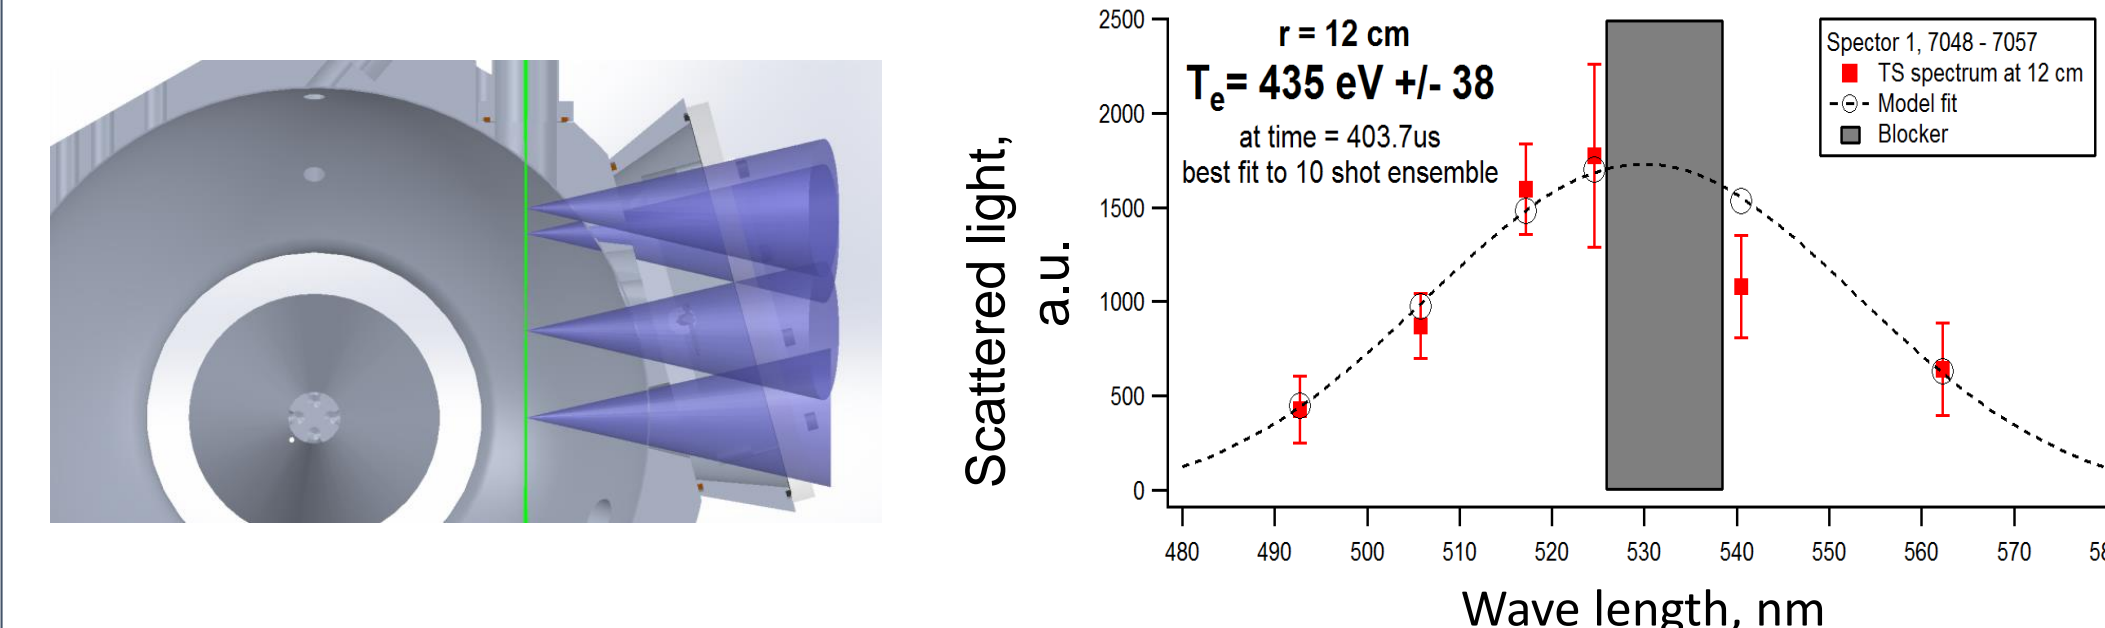 2500
2000
1500
1000
500
0
Scattered light,
a.u.
r = 12 cm
Te= 435 eV +/- 38
at time = 403.7us
best fit to 10 shot ensemble
Spector 1, 7048 - 7057
TS spectrum at 12 cm
Model fit
Blocker
480 490 500 510 520 530 540 550 560 570 58
Wave length, nm